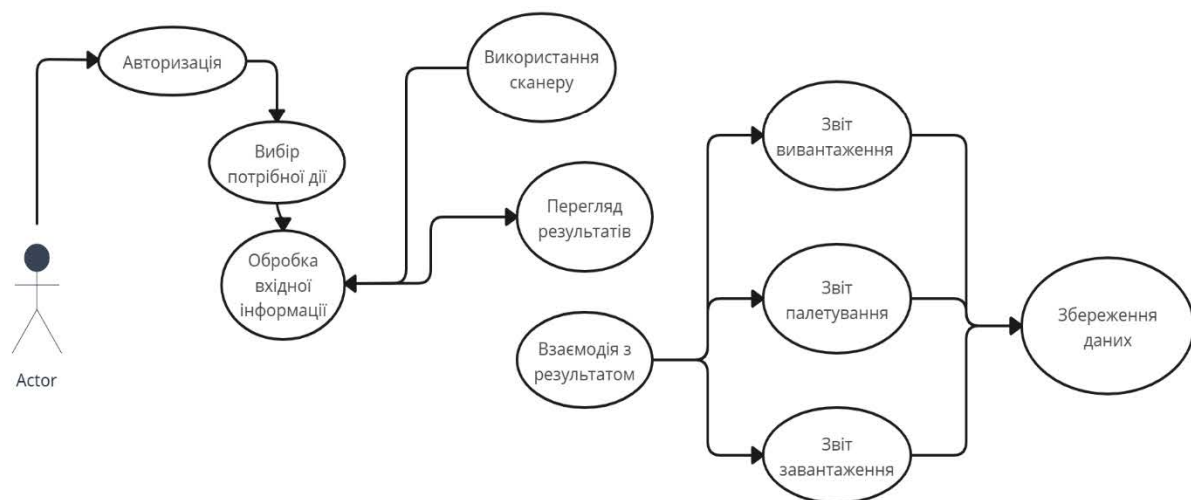 Авторизація
Використання
сканеру
Вибір
потрібної дії
Обробка
вхідної
інформації
Actor
Перегляд
результатів
Взаємодія з
результатом
Звіт
вивантаження
Звіт
палетування
Звіт
завантаження
Збереження
даних